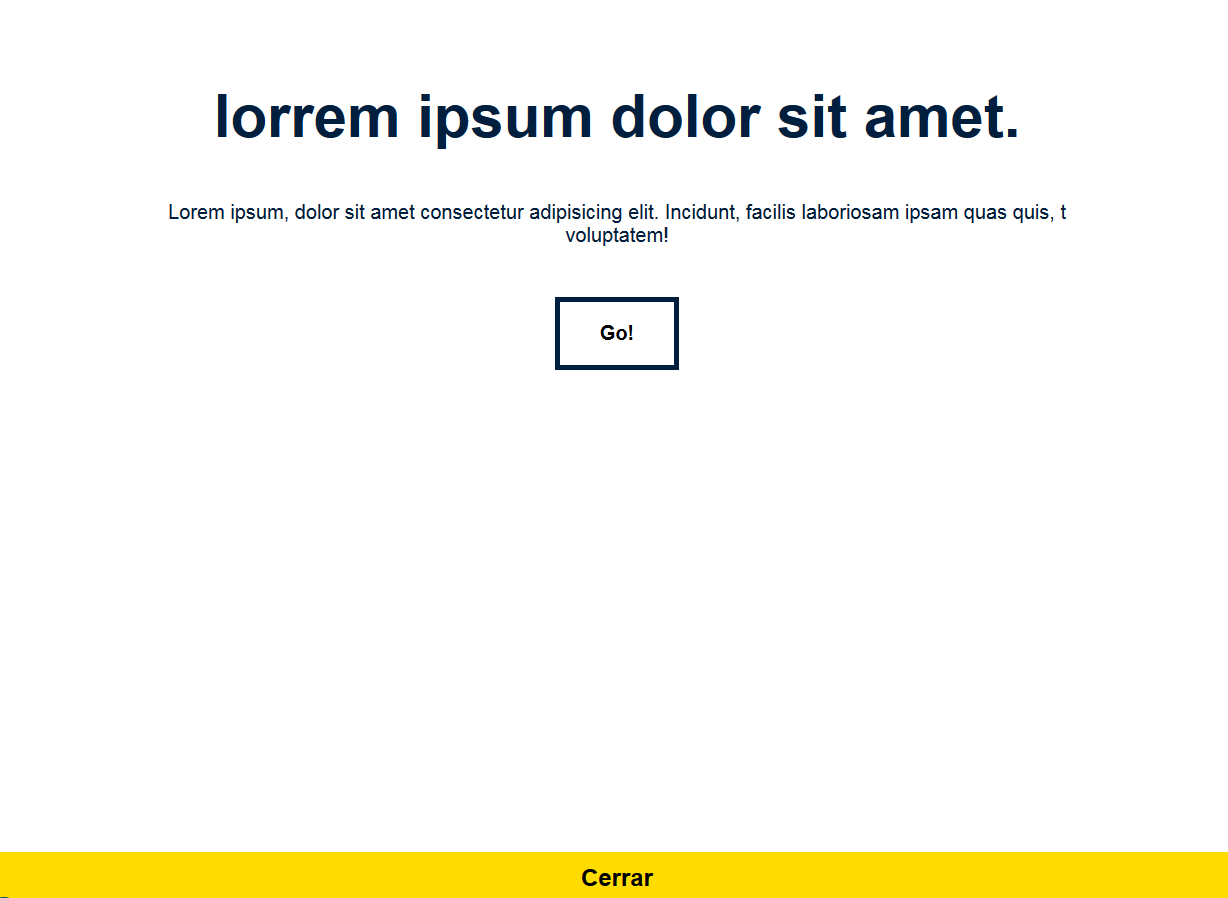 lorrem ipsum dolor sit amet.
Lorem ipsum, dolor sit amet consectetur adipisicing elit. Incidunt, facilis laboriosam ipsam quas quis, t
voluptatem!
Go!
Cerrar